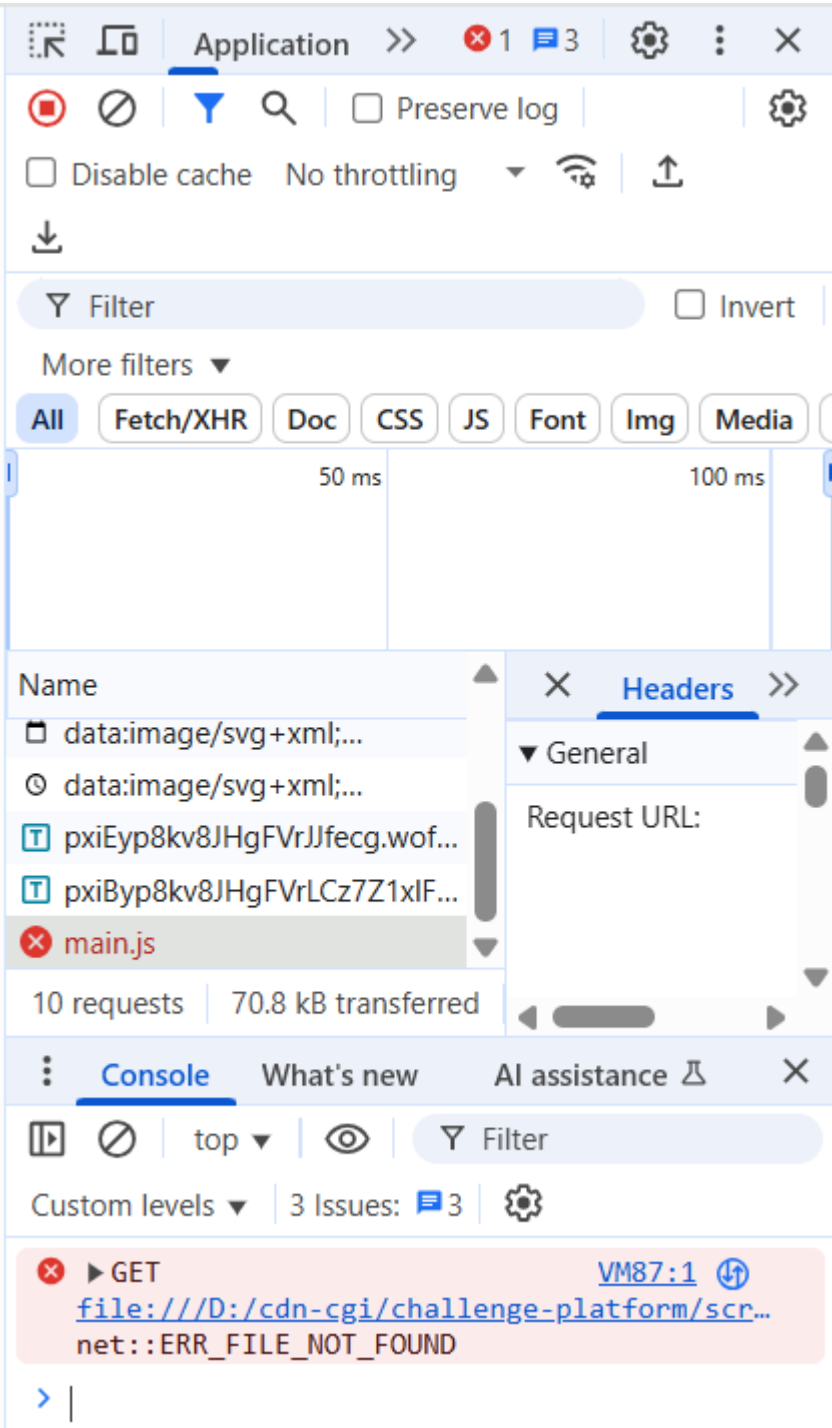 Application 1 3
Preserve log
Disable cache No throttling
Filter Invert
More filters
All Fetch/XHR Doc CSS JS Font Img Media
50 ms 100 ms
Name
data:image/svg+xml;...
data:image/svg+xml;...
pxiEyp8kv8JHgFVrJJfecg.wof...
pxiByp8kv8JHgFVrLCz7Z1xlF...
main.js
10 requests 70.8 kB transferred
Headers
General
Request URL:
Console What's new AI assistance
top Filter
Custom levels 3 Issues: 3
GET VM87:1
file:///D:/cdn-cgi/challenge-platform/scr…
net::ERR_FILE_NOT_FOUND